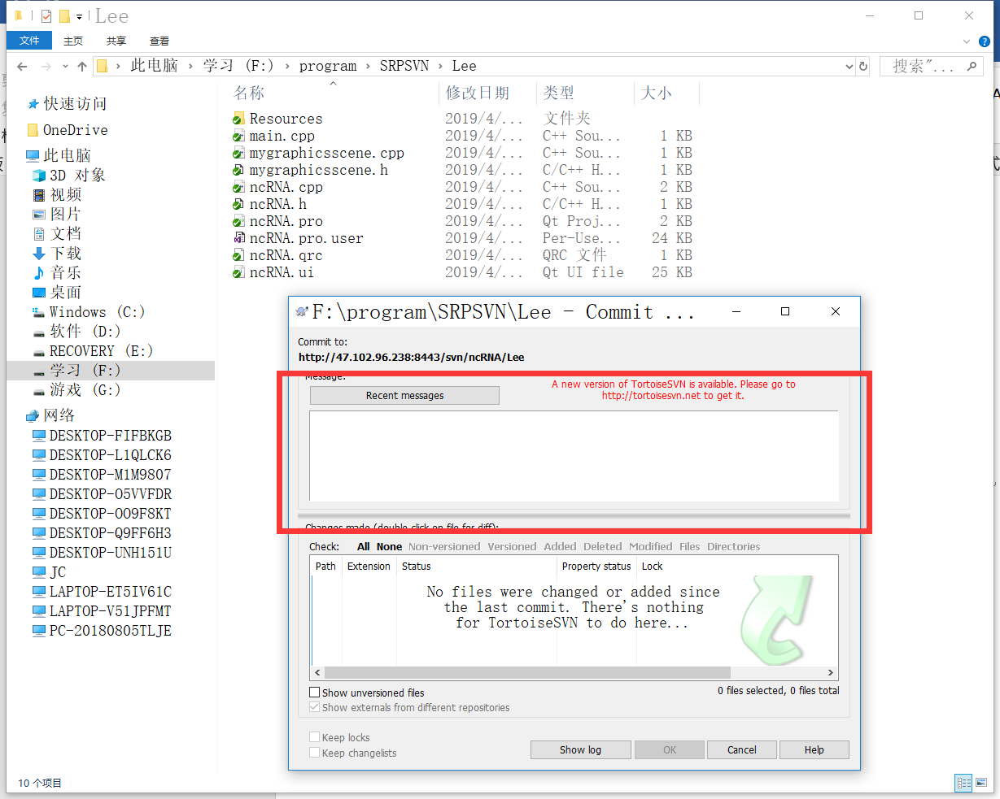 Lee
文件 主页 共享 查看
此电脑 › 学习 (F:) › program › SRPSVN › Lee
搜索"...
快速访问
OneDrive
此电脑
3D 对象
视频
图片
文档
下载
音乐
桌面
Windows (C:)
软件 (D:)
RECOVERY (E:)
学习 (F:)
游戏 (G:)
网络
DESKTOP-FIFBKGB
DESKTOP-L1QLCK6
DESKTOP-M1M9807
DESKTOP-O5VVFDR
DESKTOP-OO9F8KT
DESKTOP-Q9FF6H3
DESKTOP-UNH151U
JC
LAPTOP-ET5IV61C
LAPTOP-V51JPFMT
PC-20180805TLJE
名称 修改日期 类型 大小
Resources 2019/4/... 文件夹
main.cpp 2019/4/... C++ Sou... 1 KB
mygraphicsscene.cpp 2019/4/... C++ Sou... 1 KB
mygraphicsscene.h 2019/4/... C/C++ H... 1 KB
ncRNA.cpp 2019/4/... C++ Sou... 2 KB
ncRNA.h 2019/4/... C/C++ H... 1 KB
ncRNA.pro 2019/4/... Qt Proj... 2 KB
ncRNA.pro.user 2019/4/... Per-Use... 24 KB
ncRNA.qrc 2019/4/... QRC 文件 1 KB
ncRNA.ui 2019/4/... Qt UI file 25 KB
F:\program\SRPSVN\Lee - Commit ...
Commit to:
http://47.102.96.238:8443/svn/ncRNA/Lee
Message:
Recent messages
A new version of TortoiseSVN is available. Please go to
http://tortoisesvn.net to get it.
Changes made (double-click on file for diff):
Check: All None Non-versioned Versioned Added Deleted Modified Files Directories
Path Extension Status Property status Lock
No files were changed or added since
the last commit. There's nothing
for TortoiseSVN to do here...
Show unversioned files
0 files selected, 0 files total
Show externals from different repositories
Keep locks
Keep changelists
Show log OK Cancel Help
10 个项目